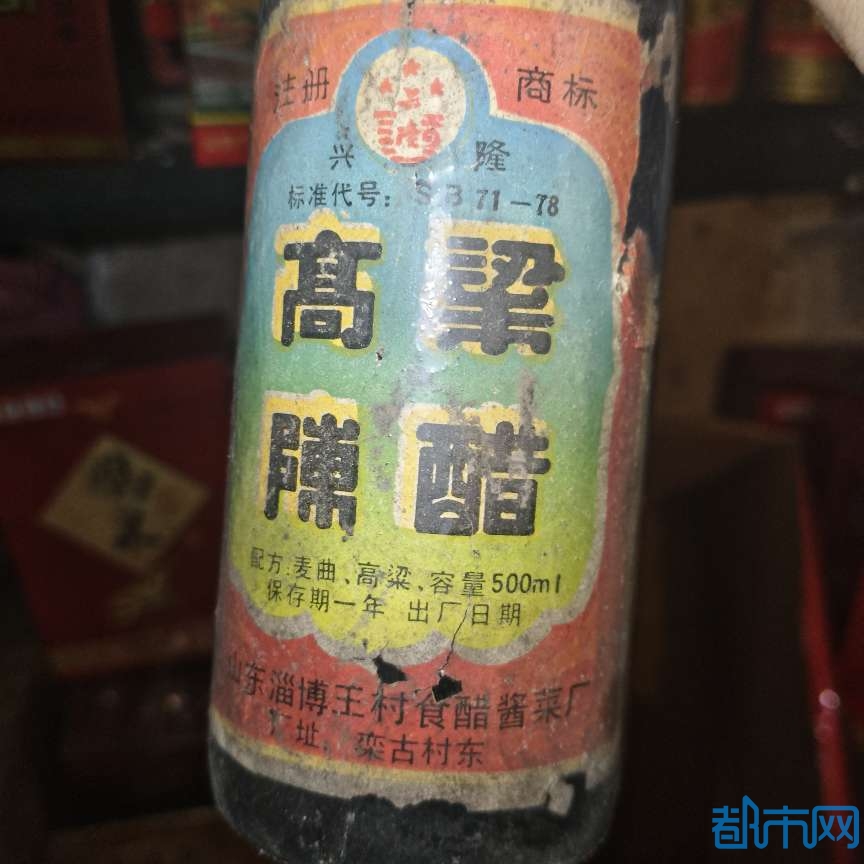 注册 商标
兴 隆
标准代号：SB 71－78
高 粱
陈 醋
配方:麦曲、高粱、容量500ml
保存期一年 出厂日期
山东淄博王村食醋酱菜厂
厂址： 栾古村东
都市网